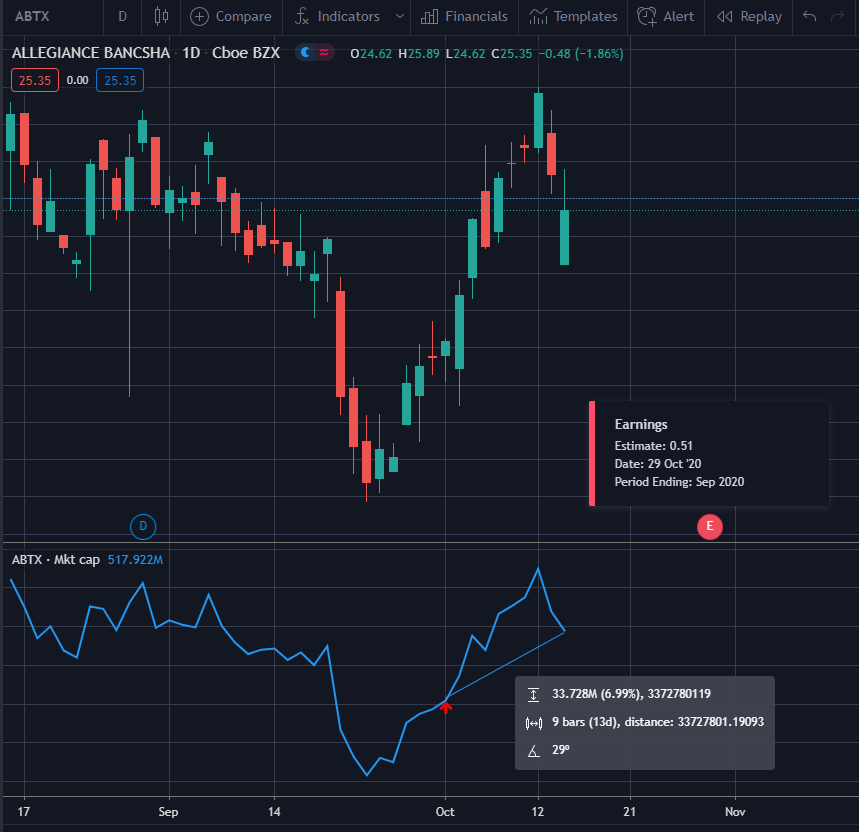 ABTX D Compare Indicators Financials Templates Alert Replay
ALLEGIANCE BANCSHA · 1D · Cboe BZX O24.62 H25.89 L24.62 C25.35 −0.48 (−1.86%)
25.35 0.00 25.35
Earnings
Estimate: 0.51
Date: 29 Oct '20
Period Ending: Sep 2020
D E
ABTX · Mkt cap 517.922M
33.728M (6.99%), 3372780119
9 bars (13d), distance: 33727801.19093
29º
17 Sep 14 Oct 12 21 Nov